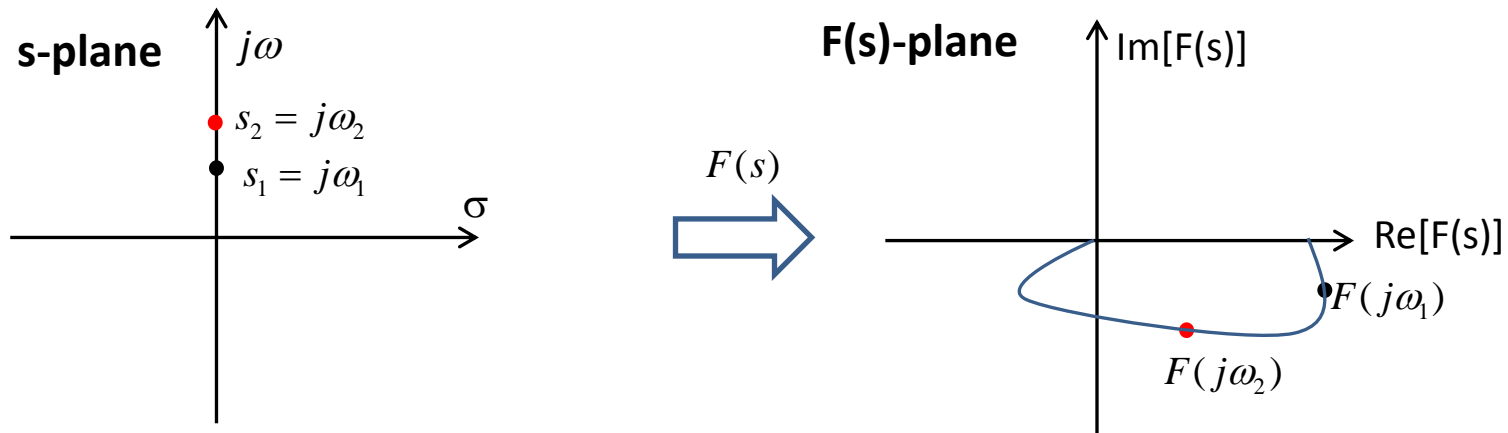 s-plane
jω
s₂ = jω₂
s₁ = jω₁
σ
F(s)
F(s)-plane
Im[F(s)]
Re[F(s)]
F(jω₁)
F(jω₂)